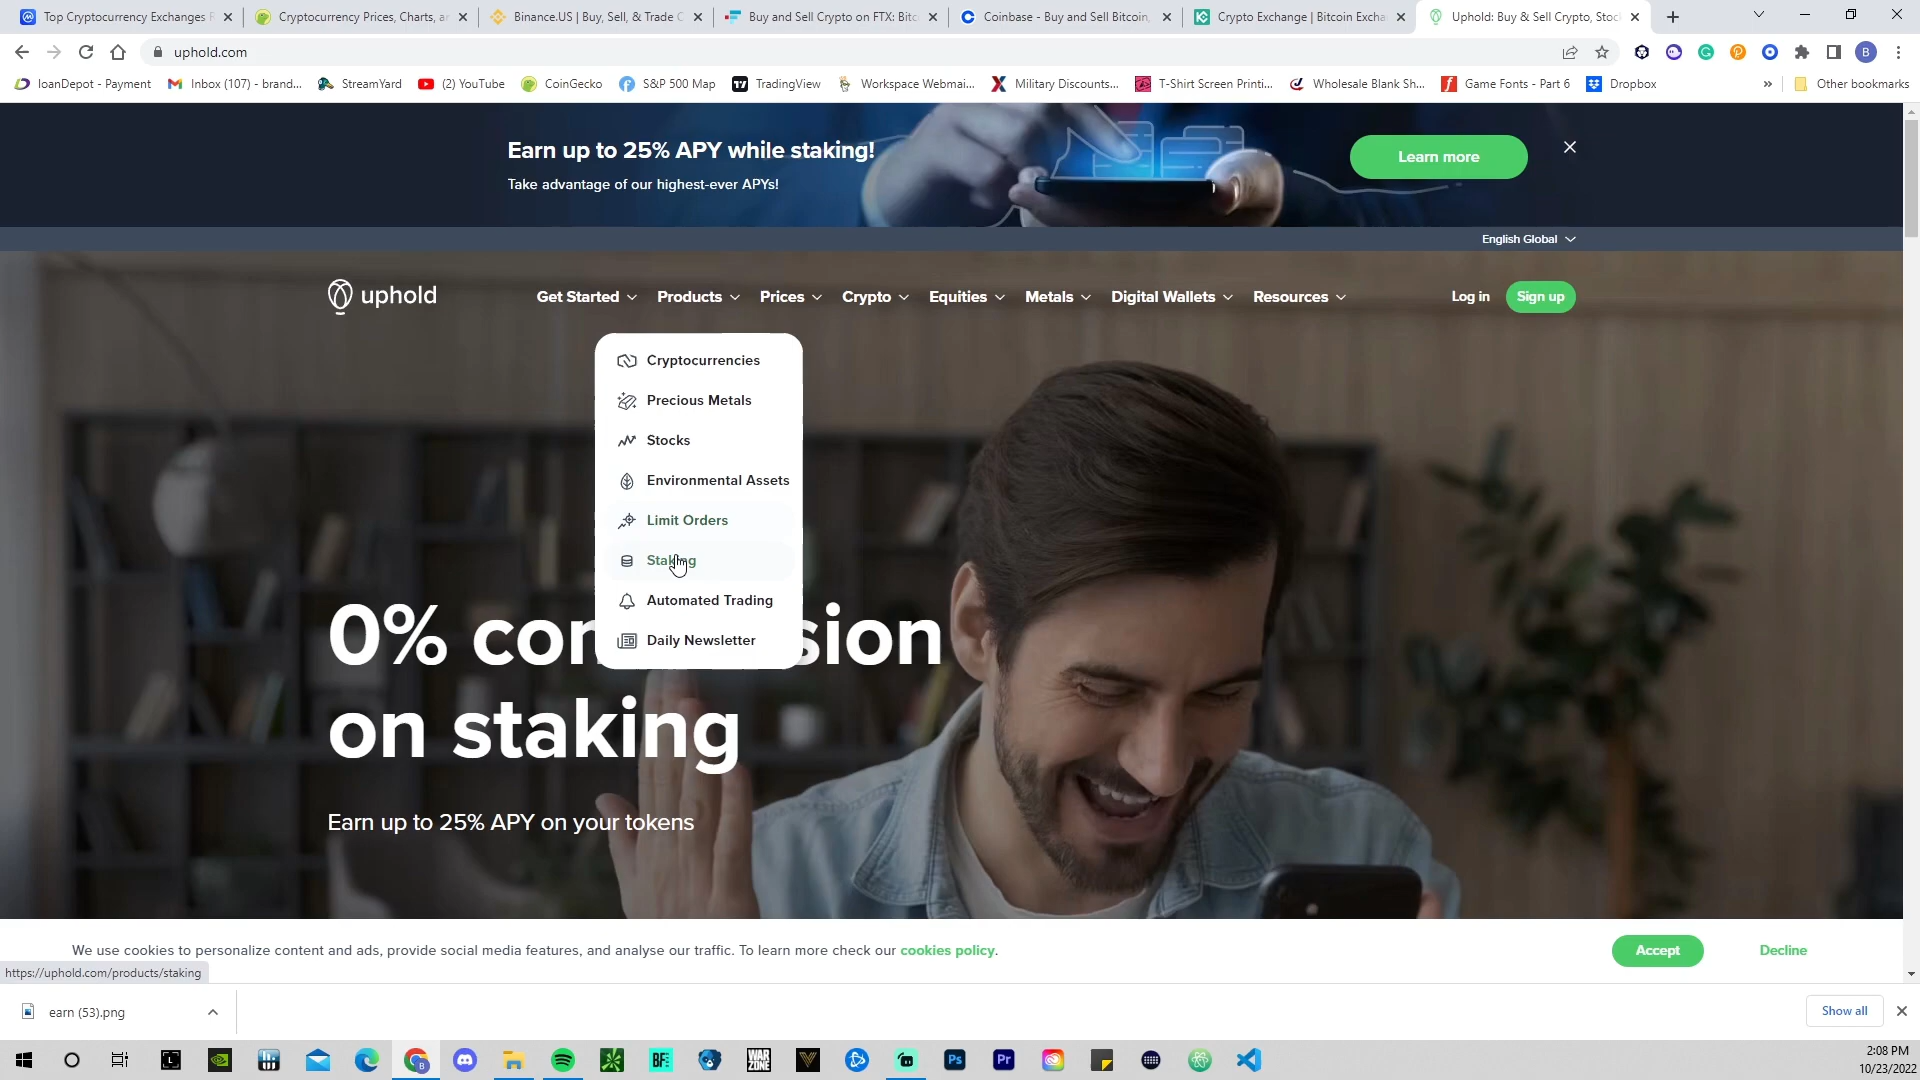 Top Cryptocurrency Exchanges R
Cryptocurrency Prices, Charts, a
Binance.US | Buy, Sell, & Trade C
Buy and Sell Crypto on FTX: Bitc
Coinbase - Buy and Sell Bitcoin,
Crypto Exchange | Bitcoin Excha
Uphold: Buy & Sell Crypto, Stoc
uphold.com
B
loanDepot - Payment
Inbox (107) - brand...
StreamYard
(2) YouTube
CoinGecko
S&P 500 Map
TradingView
Workspace Webmai...
Military Discounts...
T-Shirt Screen Printi...
Wholesale Blank Sh...
Game Fonts - Part 6
Dropbox
»
Other bookmarks
Earn up to 25% APY while staking!
Take advantage of our highest-ever APYs!
Learn more
English Global
uphold
Get Started
Products
Prices
Crypto
Equities
Metals
Digital Wallets
Resources
Log in
Sign up
Cryptocurrencies
Precious Metals
Stocks
Environmental Assets
Limit Orders
Staking
Automated Trading
Daily Newsletter
0% con sion
on staking
Earn up to 25% APY on your tokens
We use cookies to personalize content and ads, provide social media features, and analyse our traffic. To learn more check our cookies policy.
Accept
Decline
https://uphold.com/products/staking
earn (53).png
Show all
BF
WAR
ZONE
Ps
Pr
2:08 PM
10/23/2022